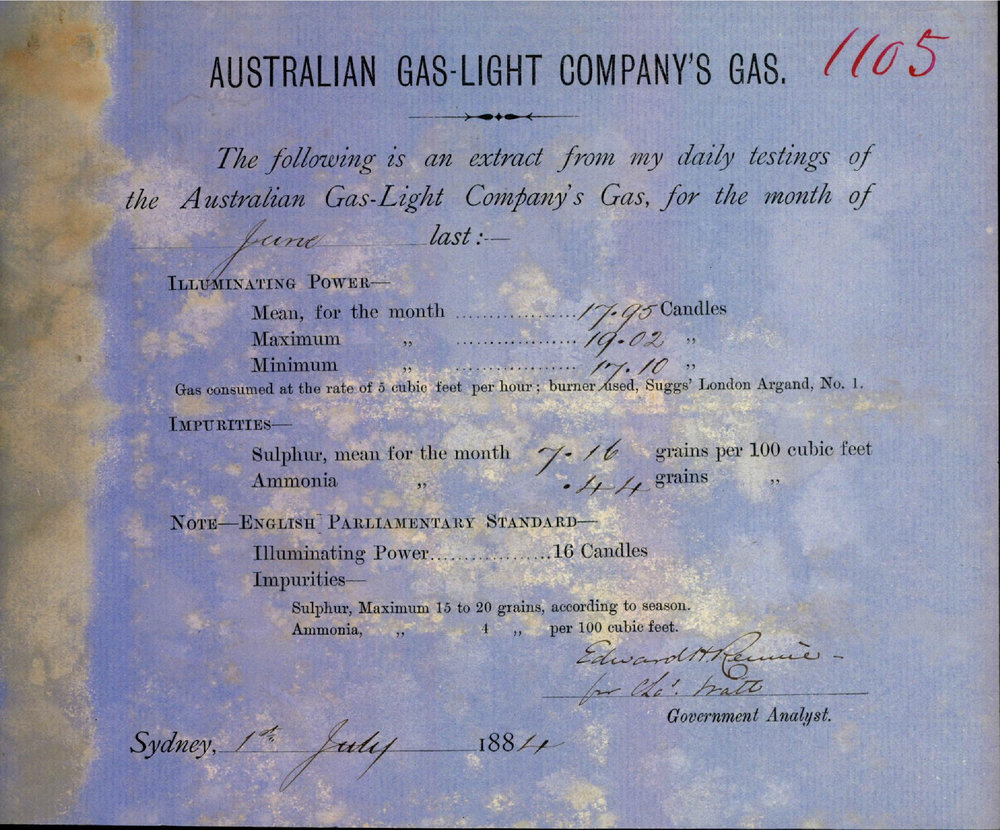 1105
AUSTRALIAN GAS-LIGHT COMPANY'S GAS.
The following is an extract from my daily testings of
the Australian Gas-Light Company's Gas, for the month of
June last:—
ILLUMINATING POWER—
Mean, for the month ................. 17.95 Candles
Maximum „ .................. 19.02 „
Minimum „ .................. 17.10 „
Gas consumed at the rate of 5 cubic feet per hour; burner used, Suggs' London Argand, No. 1.
IMPURITIES—
Sulphur, mean for the month 7.16 grains per 100 cubic feet
Ammonia „ .44 grains „
NOTE—ENGLISH PARLIAMENTARY STANDARD—
Illuminating Power..................16 Candles
Impurities—
Sulphur, Maximum 15 to 20 grains, according to season.
Ammonia, „ 4 „ per 100 cubic feet.
Edward H Rennie -
for Chas. Watt
Government Analyst.
Sydney, 1st July 1884